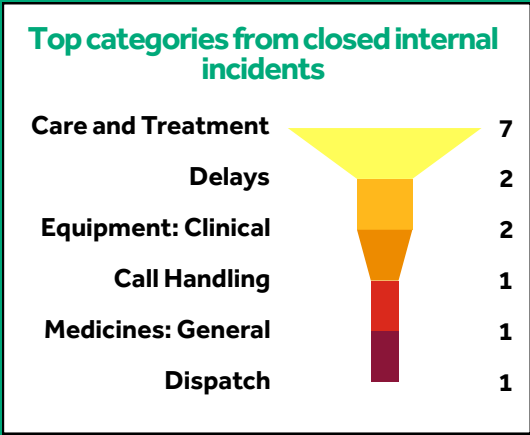 Top categories from closed internal
incidents
Care and Treatment 7
Delays 2
Equipment: Clinical 2
Call Handling 1
Medicines: General 1
Dispatch 1